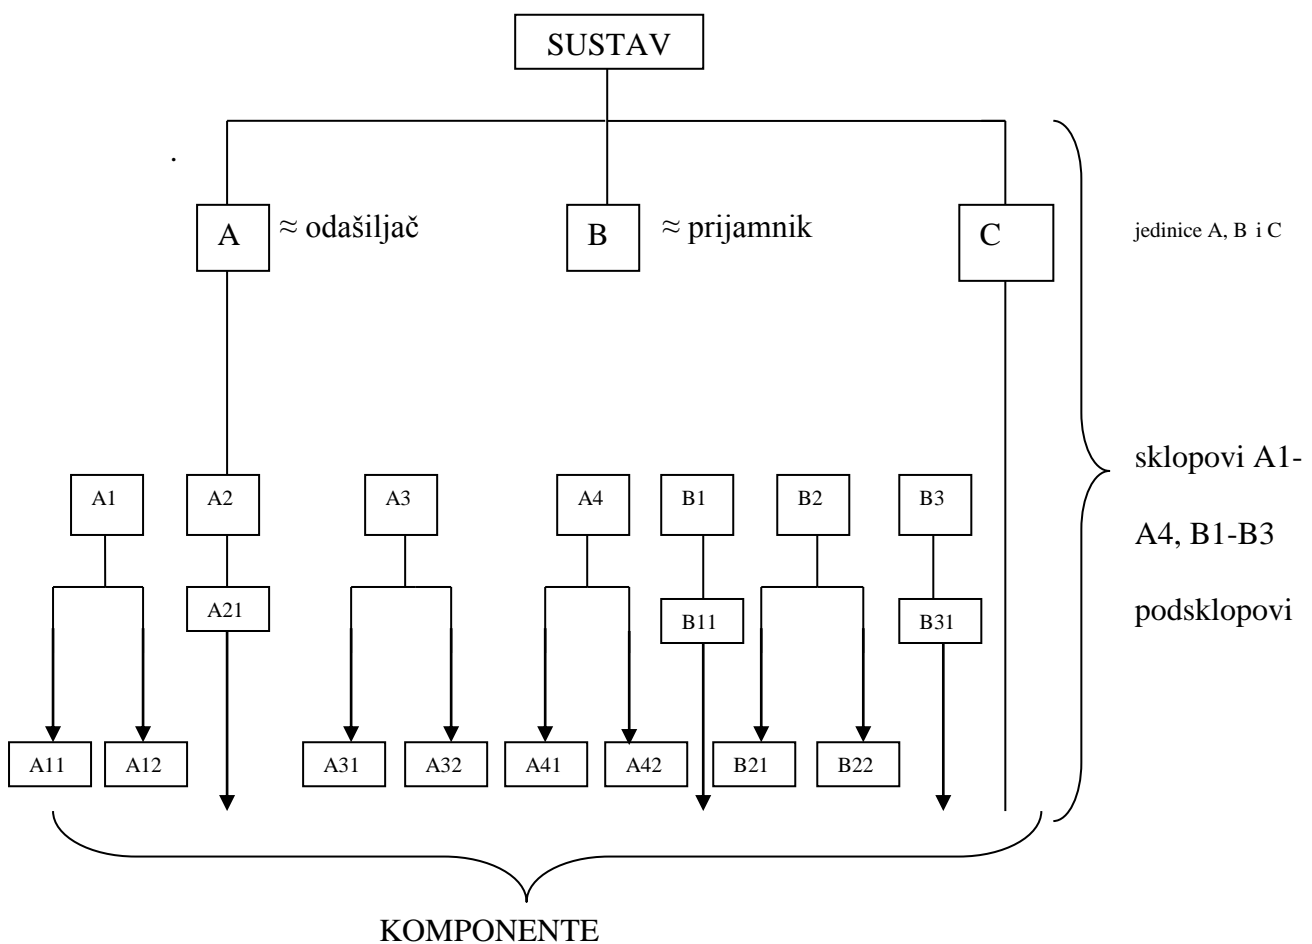 SUSTAV
.
A
≈ odašiljač
B
≈ prijamnik
C
jedinice A, B i C
sklopovi A1-
A4, B1-B3
podsklopovi
A1
A2
A3
A4
B1
B2
B3
A21
B11
B31
A11
A12
A31
A32
A41
A42
B21
B22
KOMPONENTE